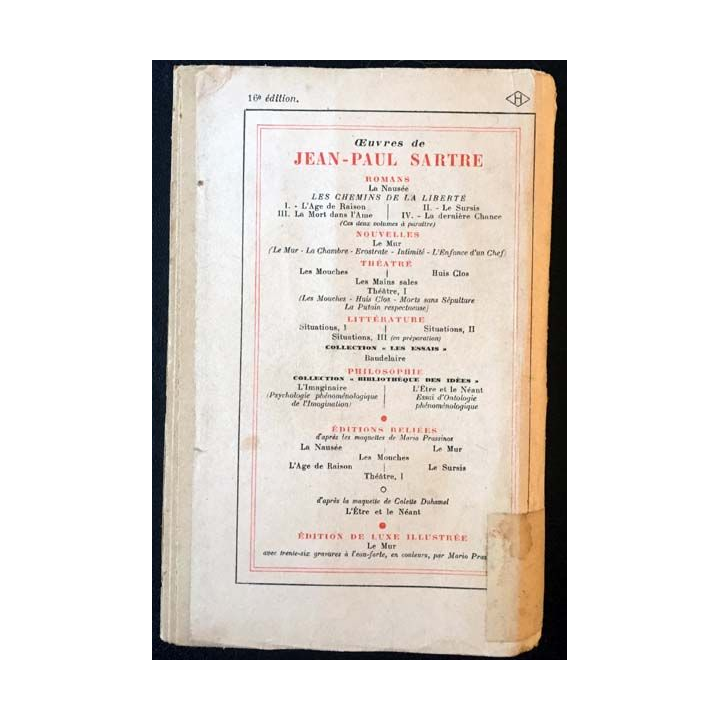 16e édition.
H
Œuvres de
JEAN-PAUL SARTRE
ROMANS
La Nausée
LES CHEMINS DE LA LIBERTÉ
I. - L'Age de Raison | II. - Le Sursis
III. La Mort dans l'Ame | IV. - La dernière Chance
(Ces deux volumes à paraître)
NOUVELLES
Le Mur
(Le Mur - La Chambre - Erostrate - Intimité - L'Enfance d'un Chef)
THÉATRE
Les Mouches | Huis Clos
Les Mains sales
Théâtre, I
(Les Mouches - Huis Clos - Morts sans Sépulture
La Putain respectueuse)
LITTÉRATURE
Situations, I | Situations, II
Situations, III (en préparation)
COLLECTION « LES ESSAIS »
Baudelaire
PHILOSOPHIE
COLLECTION « BIBLIOTHÈQUE DES IDÉES »
L'Imaginaire | L'Être et le Néant
(Psychologie phénoménologique | Essai d'Ontologie
de l'Imagination) | phénoménologique
ÉDITIONS RELIÉES
d'après les maquettes de Mario Prassinos
La Nausée | Le Mur
Les Mouches
L'Age de Raison | Le Sursis
Théâtre, I
d'après la maquette de Colette Duhamel
L'Être et le Néant
ÉDITION DE LUXE ILLUSTRÉE
Le Mur
avec trente-six gravures à l'eau-forte, en couleurs, par Mario Pras